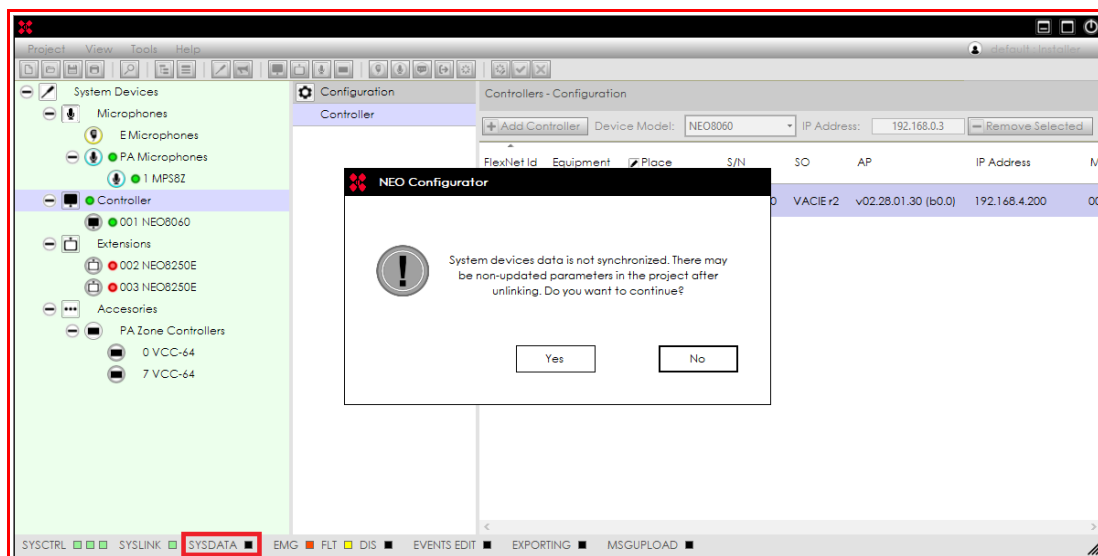 Project View Tools Help
default : Installer
System Devices
Microphones
E Microphones
PA Microphones
1 MPS8Z
Controller
001 NEO8060
Extensions
002 NEO8250E
003 NEO8250E
Accesories
PA Zone Controllers
0 VCC-64
7 VCC-64
Configuration
Controller
Controllers - Configuration
Add Controller Device Model: NEO8060 IP Address: 192.168.0.3 Remove Selected
FlexNet Id Equipment Place S/N SO AP IP Address M
0 VACIE r2 v02.28.01.30 (b0.0) 192.168.4.200 00
NEO Configurator
System devices data is not synchronized. There may
be non-updated parameters in the project after
unlinking. Do you want to continue?
Yes No
SYSCTRL SYSLINK SYSDATA EMG FLT DIS EVENTS EDIT EXPORTING MSGUPLOAD